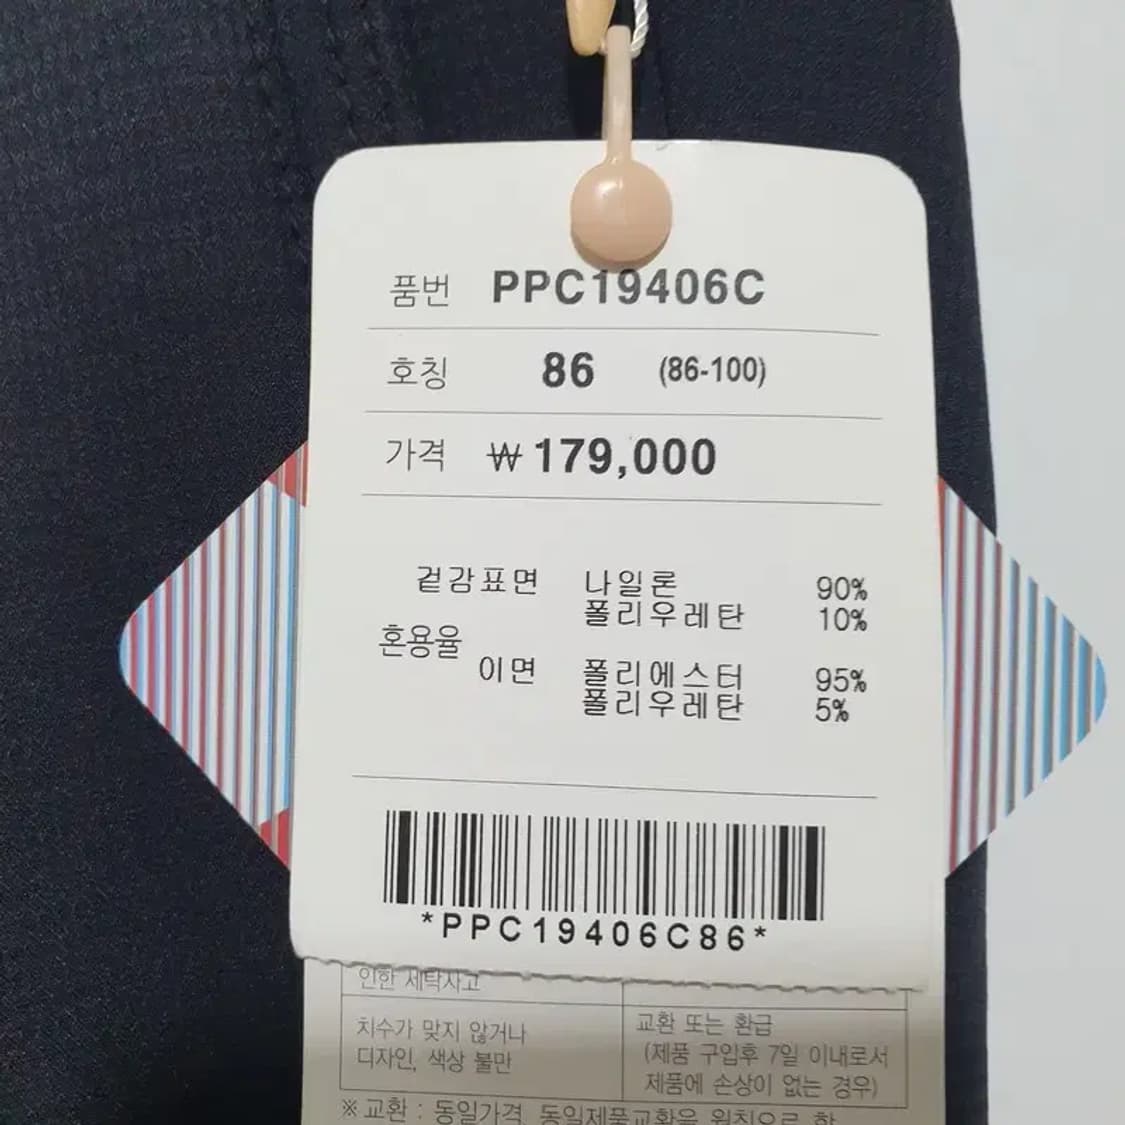 품번 PPC19406C
호칭 86 (86-100)
가격 ₩179,000
겉감표면 나일론 90%
폴리우레탄 10%
혼용율
이면 폴리에스터 95%
폴리우레탄 5%
*PPC19406C86*
인한 세탁사고
치수가 맞지 않거나
디자인, 색상 불만
교환 또는 환급
(제품 구입후 7일 이내로서
제품에 손상이 없는 경우)
※교환 : 동일가격, 동일제품교환을 원칙으로 함